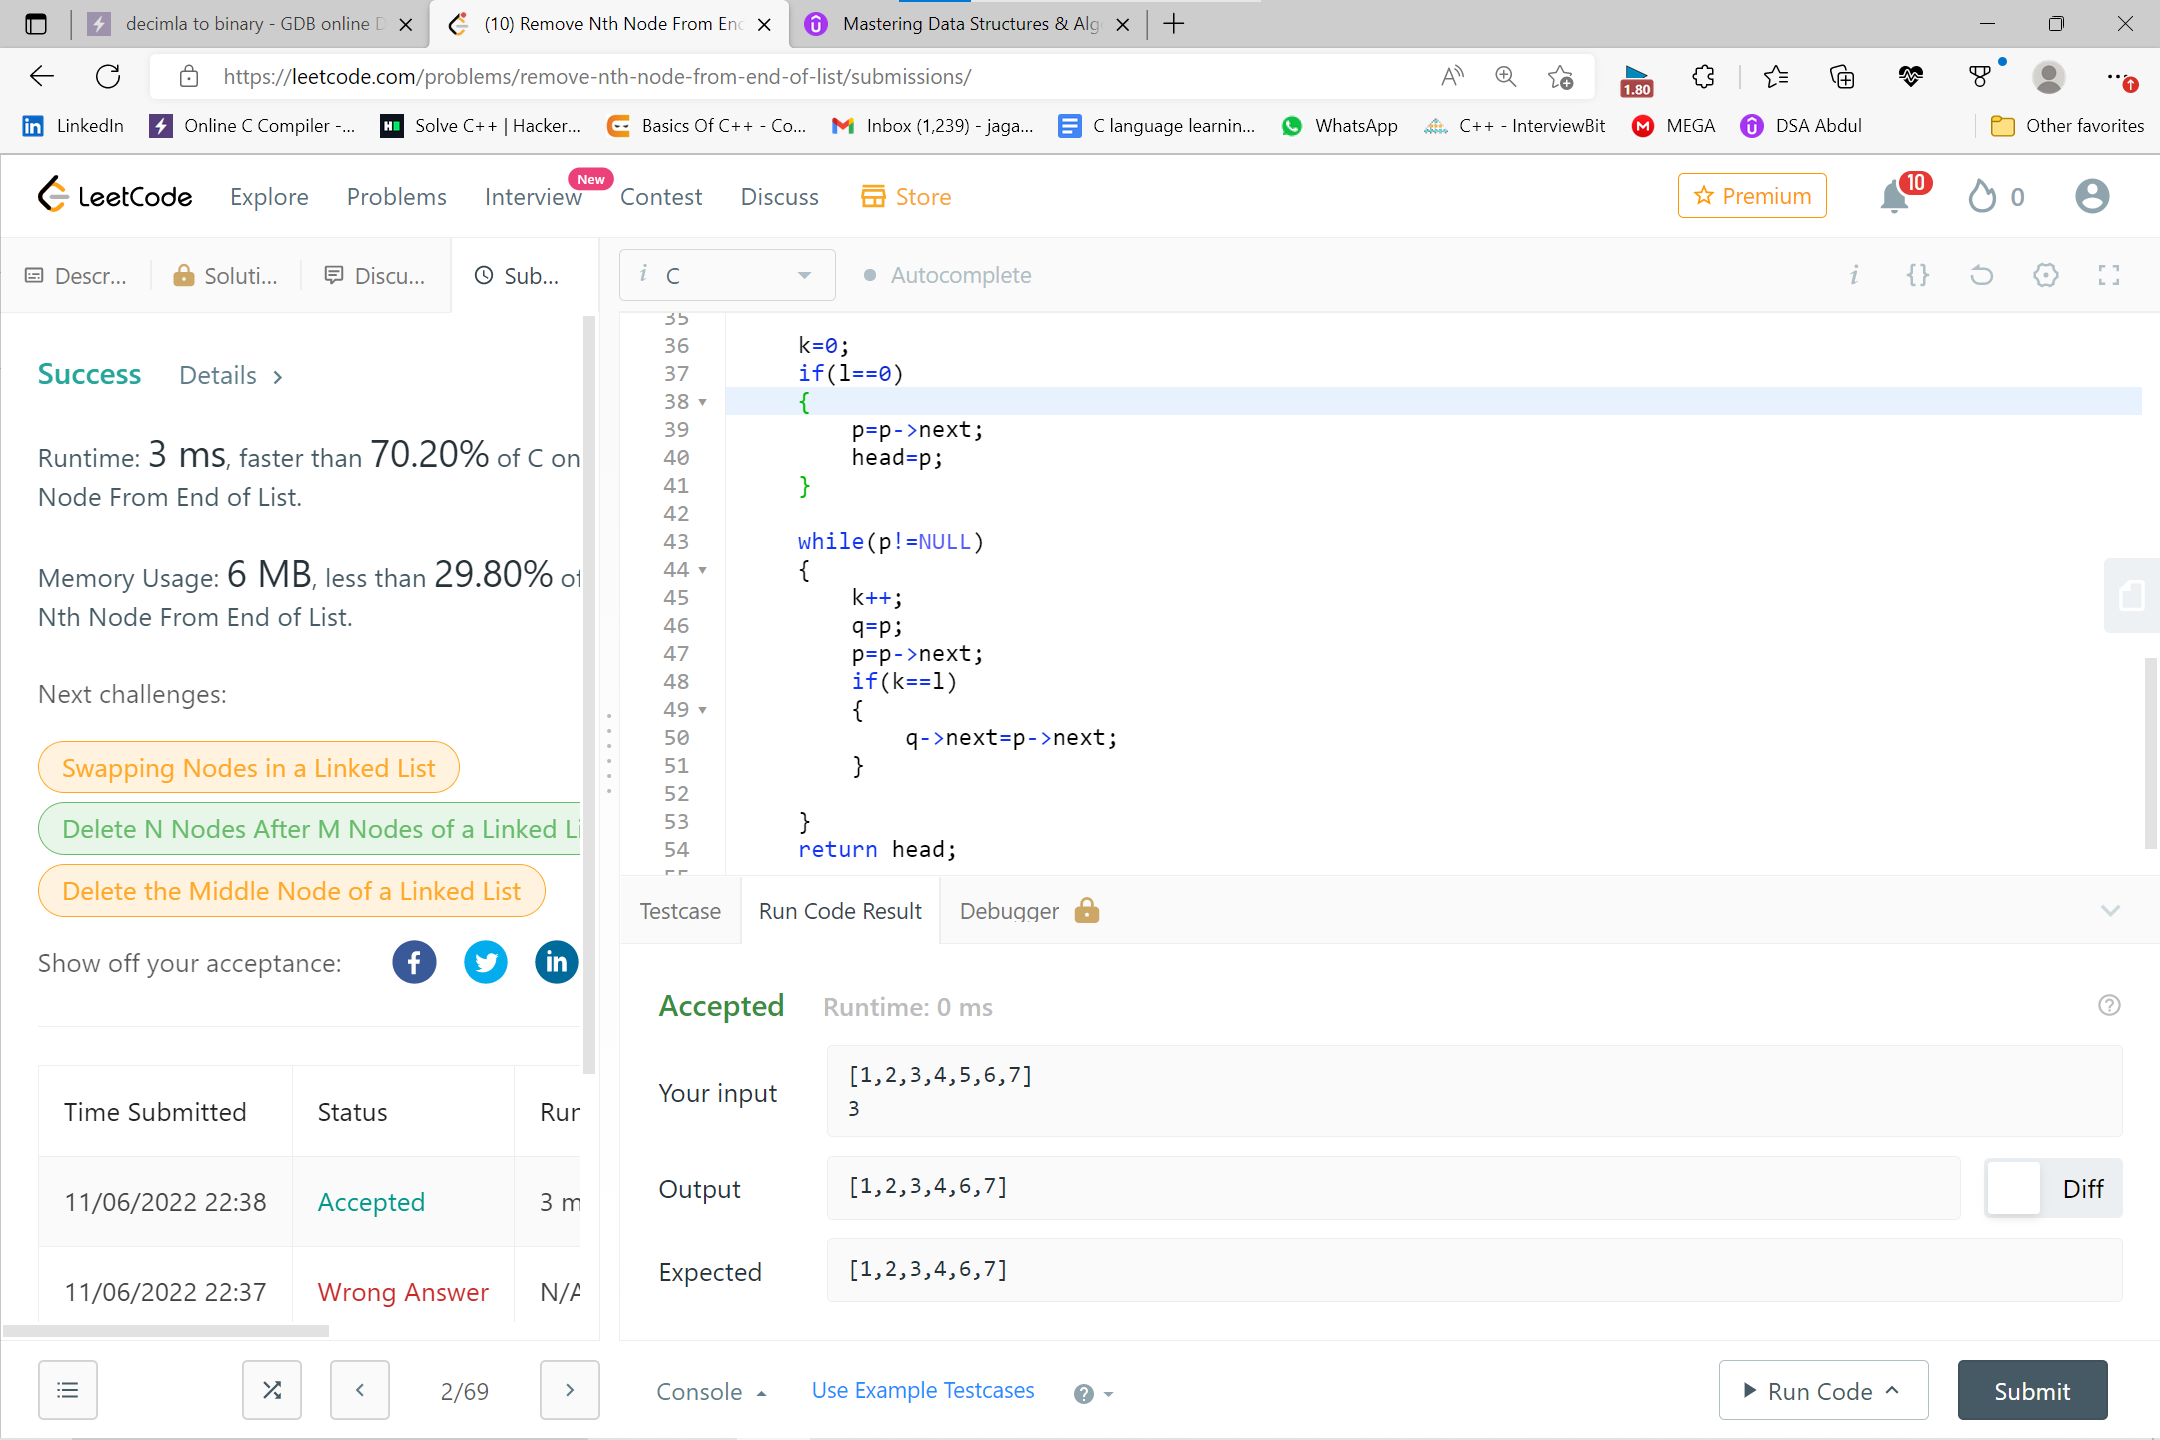 decimla to binary - GDB online D
(10) Remove Nth Node From En
Mastering Data Structures & Alg
https://leetcode.com/problems/remove-nth-node-from-end-of-list/submissions/
1.80
LinkedIn
Online C Compiler -...
Solve C++ | Hacker...
Basics Of C++ - Co...
Inbox (1,239) - jaga...
C language learnin...
WhatsApp
C++ - InterviewBit
MEGA
DSA Abdul
Other favorites
LeetCode
Explore
Problems
Interview
New
Contest
Discuss
Store
Premium
10
0
Descr...
Soluti...
Discu...
Sub...
i C
Autocomplete
Success
Details
Runtime: 3 ms, faster than 70.20% of C on
Node From End of List.
Memory Usage: 6 MB, less than 29.80% of
Nth Node From End of List.
Next challenges:
Swapping Nodes in a Linked List
Delete N Nodes After M Nodes of a Linked Li
Delete the Middle Node of a Linked List
Show off your acceptance:
Time Submitted Status Run
11/06/2022 22:38 Accepted 3 m
11/06/2022 22:37 Wrong Answer N/A
2/69
35
36 k=0;
37 if(l==0)
38 {
39 p=p->next;
40 head=p;
41 }
42
43 while(p!=NULL)
44 {
45 k++;
46 q=p;
47 p=p->next;
48 if(k==l)
49 {
50 q->next=p->next;
51 }
52
53 }
54 return head;
Testcase
Run Code Result
Debugger
Accepted
Runtime: 0 ms
Your input
[1,2,3,4,5,6,7]
3
Output
[1,2,3,4,6,7]
Diff
Expected
[1,2,3,4,6,7]
Console
Use Example Testcases
Run Code
Submit